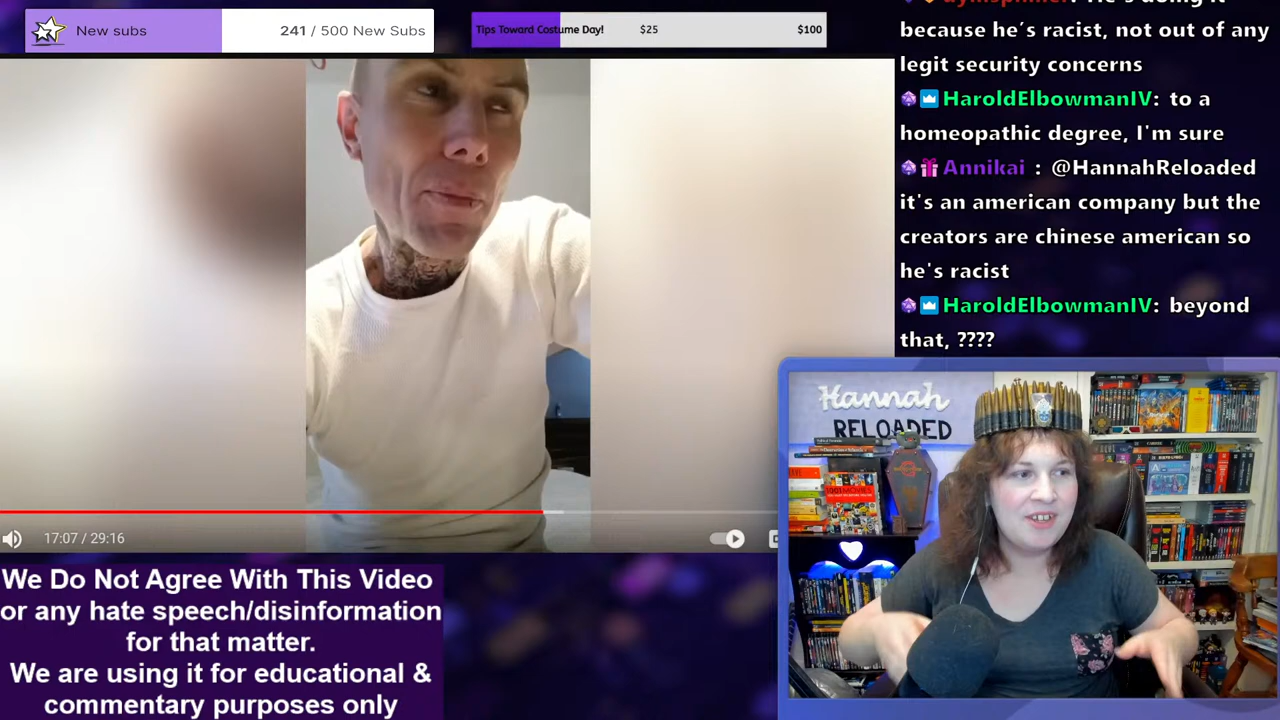 New subs
241 / 500 New Subs
Tips Toward Costume Day!
$25
$100
because he's racist, not out of any
legit security concerns
HaroldElbowmanIV: to a
homeopathic degree, I'm sure
Annikai : @HannahReloaded
it's an american company but the
creators are chinese american so
he's racist
HaroldElbowmanIV: beyond
that, ????
17:07 / 29:16
Hannah
RELOADED
1001 MOVIES
We Do Not Agree With This Video
or any hate speech/disinformation
for that matter.
We are using it for educational &
commentary purposes only